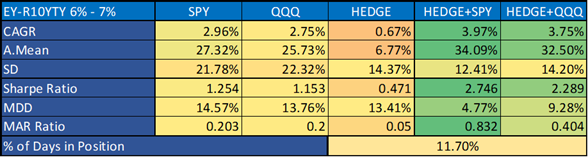 EY-R10YTY 6% - 7% SPY QQQ HEDGE HEDGE+SPY HEDGE+QQQ
CAGR 2.96% 2.75% 0.67% 3.97% 3.75%
A.Mean 27.32% 25.73% 6.77% 34.09% 32.50%
SD 21.78% 22.32% 14.37% 12.41% 14.20%
Sharpe Ratio 1.254 1.153 0.471 2.746 2.289
MDD 14.57% 13.76% 13.41% 4.77% 9.28%
MAR Ratio 0.203 0.2 0.05 0.832 0.404
% of Days in Position 11.70%